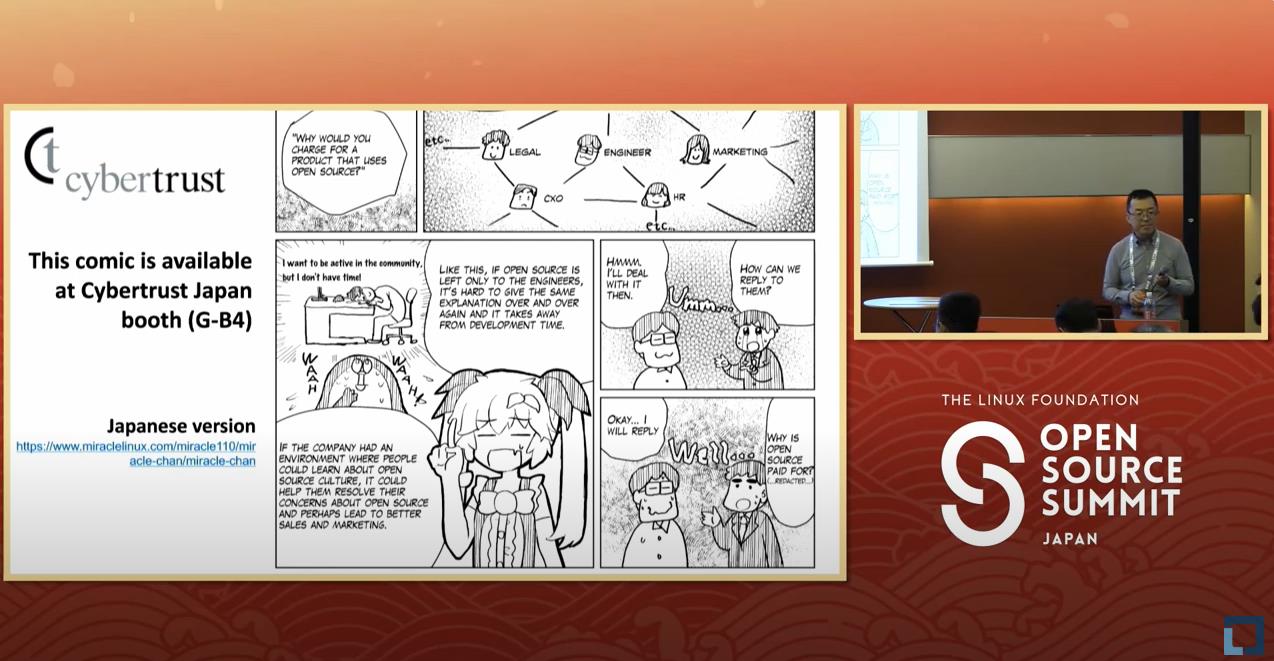 cybertrust
This comic is available
at Cybertrust Japan
booth (G-B4)
Japanese version
https://www.miraclelinux.com/miracle110/mir
acle-chan/miracle-chan
"WHY WOULD YOU
CHARGE FOR A
PRODUCT THAT USES
OPEN SOURCE?"
etc..
LEGAL
ENGINEER
MARKETING
CXO
HR
etc..
I want to be active in the community,
but I don't have time!
LIKE THIS, IF OPEN SOURCE IS
LEFT ONLY TO THE ENGINEERS,
IT'S HARD TO GIVE THE SAME
EXPLANATION OVER AND OVER
AGAIN AND IT TAKES AWAY
FROM DEVELOPMENT TIME.
WAAH
WAAH!
IF THE COMPANY HAD AN
ENVIRONMENT WHERE PEOPLE
COULD LEARN ABOUT OPEN
SOURCE CULTURE, IT COULD
HELP THEM RESOLVE THEIR
CONCERNS ABOUT OPEN SOURCE
AND PERHAPS LEAD TO BETTER
SALES AND MARKETING.
HMMM.
I'LL DEAL
WITH IT
THEN.
Umm...
HOW CAN WE
REPLY TO
THEM?
OKAY...I
WILL REPLY
Well...
WHY IS
OPEN
SOURCE
PAID FOR?
(...REDACTED...)
THE LINUX FOUNDATION
OPEN
SOURCE
SUMMIT
JAPAN